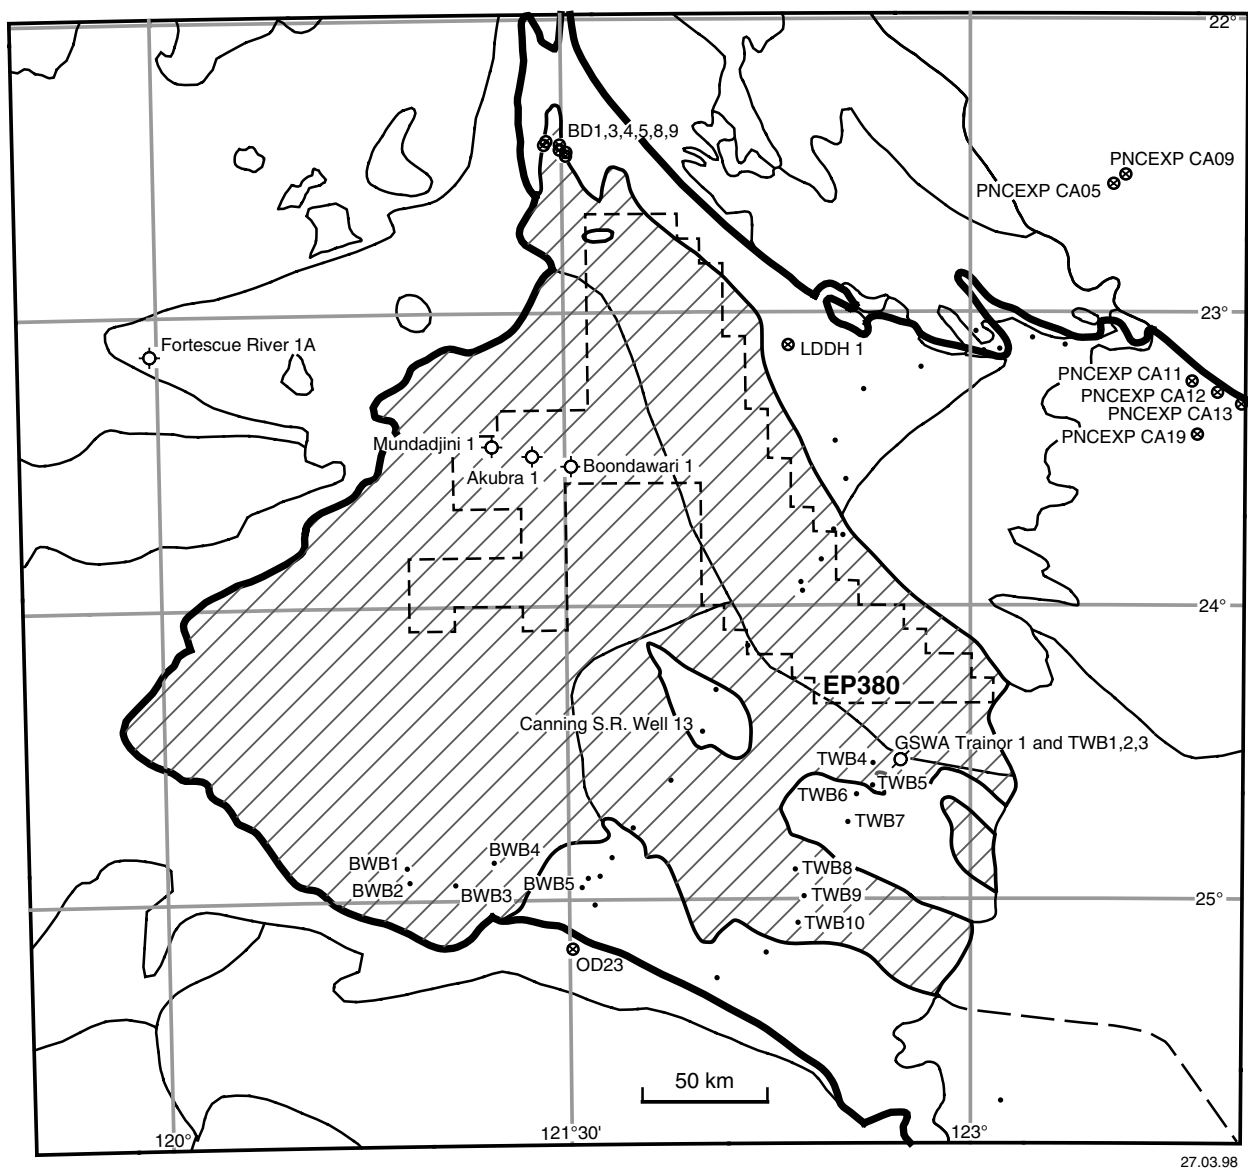 22°
BD1,3,4,5,8,9
PNCEXP CA09
PNCEXP CA05
23°
Fortescue River 1A
LDDH 1
PNCEXP CA11
PNCEXP CA12
PNCEXP CA13
PNCEXP CA19
Mundadjini 1
Akubra 1
Boondawari 1
24°
EP380
Canning S.R. Well 13
GSWA Trainor 1 and TWB1,2,3
TWB4
TWB5
TWB6
TWB7
BWB4
BWB1
TWB8
BWB5
BWB2
BWB3
TWB9
25°
TWB10
OD23
50 km
120°
121°30'
123°
27.03.98